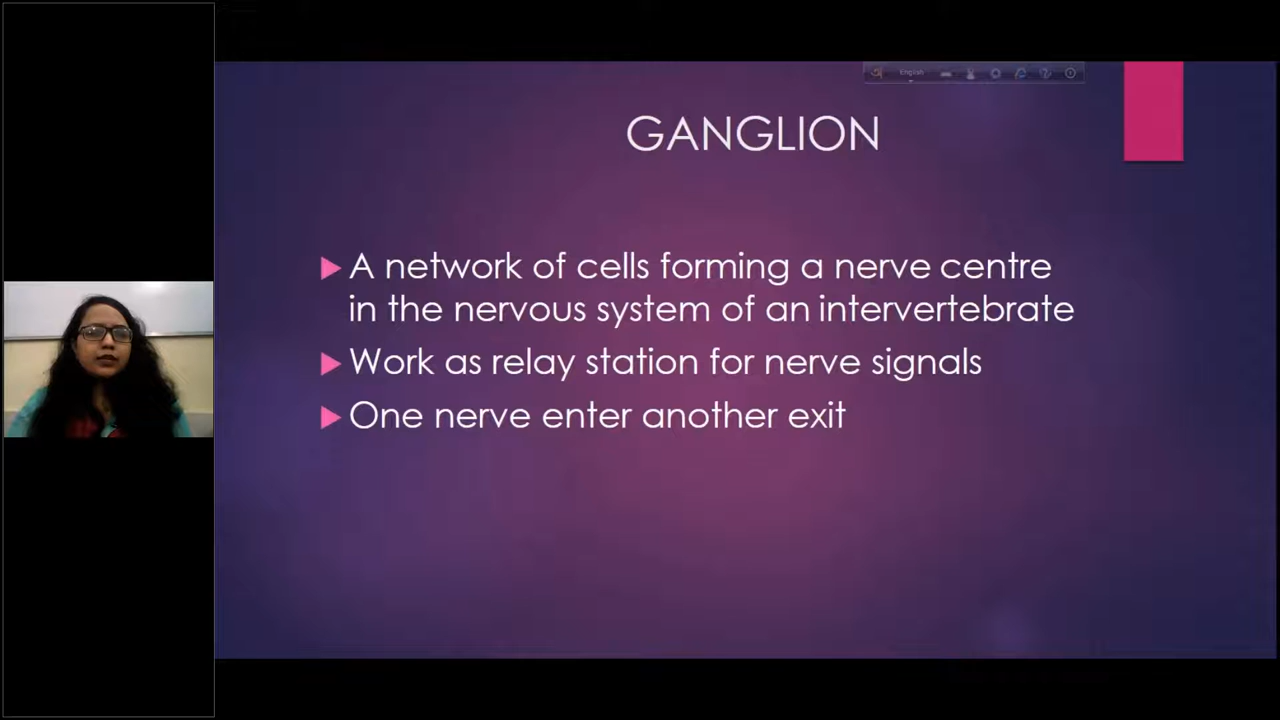 English
GANGLION
A network of cells forming a nerve centre
in the nervous system of an intervertebrate
Work as relay station for nerve signals
One nerve enter another exit